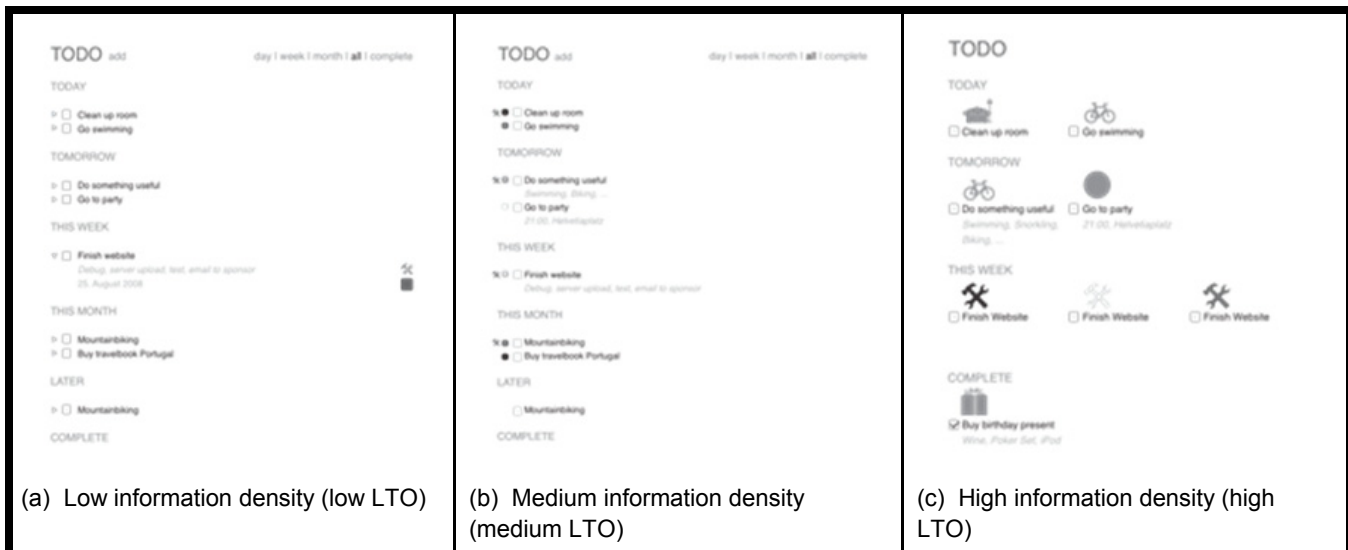 TODO add day | week | month | all | complete
TODAY
Clean up room
Go swimming
TOMORROW
Do something useful
Go to party
THIS WEEK
Finish website
Debug, server upload, test, email to sponsor
25. August 2008
THIS MONTH
Mountainbiking
Buy travelbook Portugal
LATER
Mountainbiking
COMPLETE
(a) Low information density (low LTO)
TODO add day | week | month | all | complete
TODAY
Clean up room
Go swimming
TOMORROW
Do something useful
Swimming, Biking, ...
Go to party
21:00, Helvetiaplatz
THIS WEEK
Finish website
Debug, server upload, test, email to sponsor
THIS MONTH
Mountainbiking
Buy travelbook Portugal
LATER
Mountainbiking
COMPLETE
(b) Medium information density
(medium LTO)
TODO
TODAY
Clean up room Go swimming
TOMORROW
Do something useful Go to party
Swimming, Snorkling, 21:00, Helvetiaplatz
Biking, ...
THIS WEEK
Finish Website Finish Website Finish Website
COMPLETE
Buy birthday present
Wine, Poker Set, iPod
(c) High information density (high
LTO)